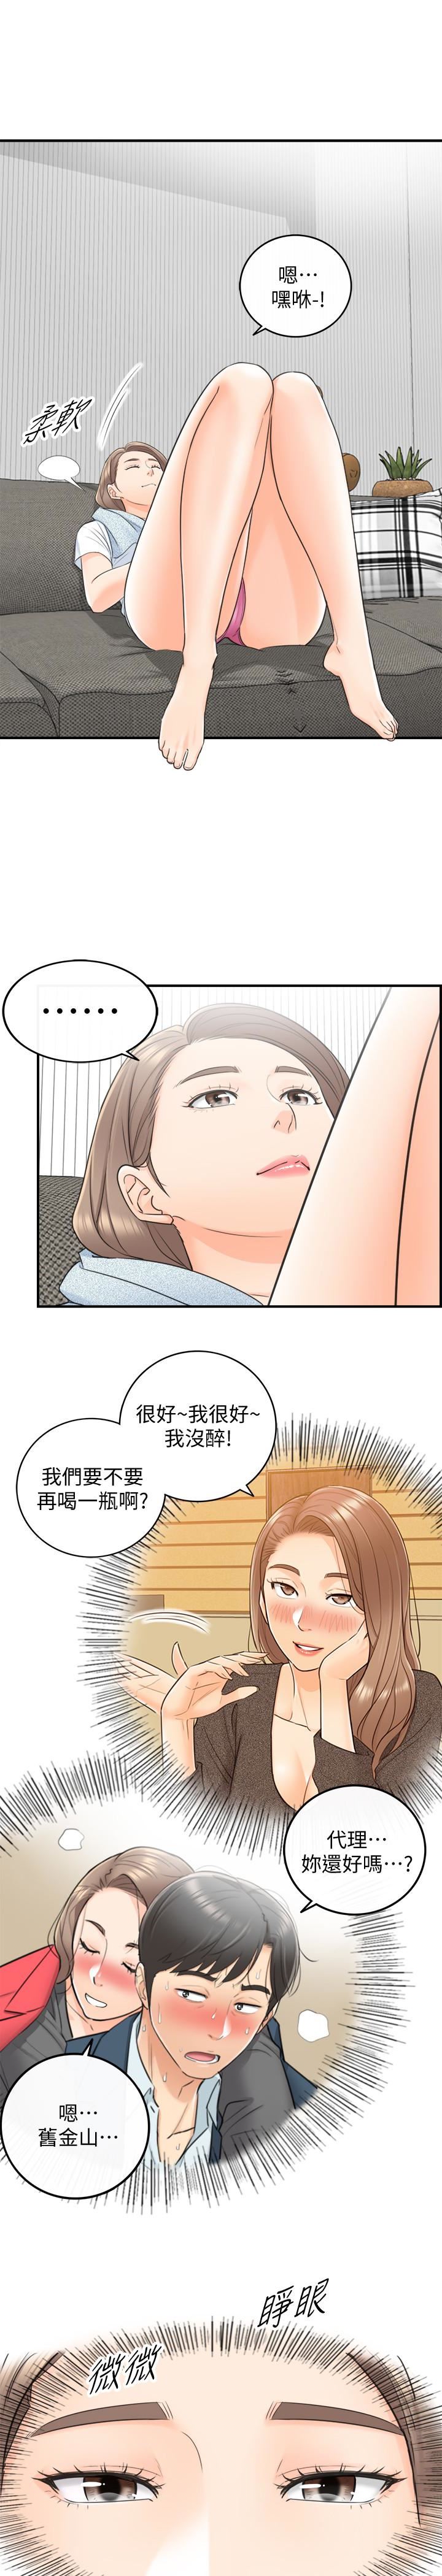 嗯…
嘿咻-!
柔軟
••••••
很好~我很好~
我沒醉!
我們要不要
再喝一瓶啊?
代理…
妳還好嗎…?
嗯…
舊金山…
睜眼
微微